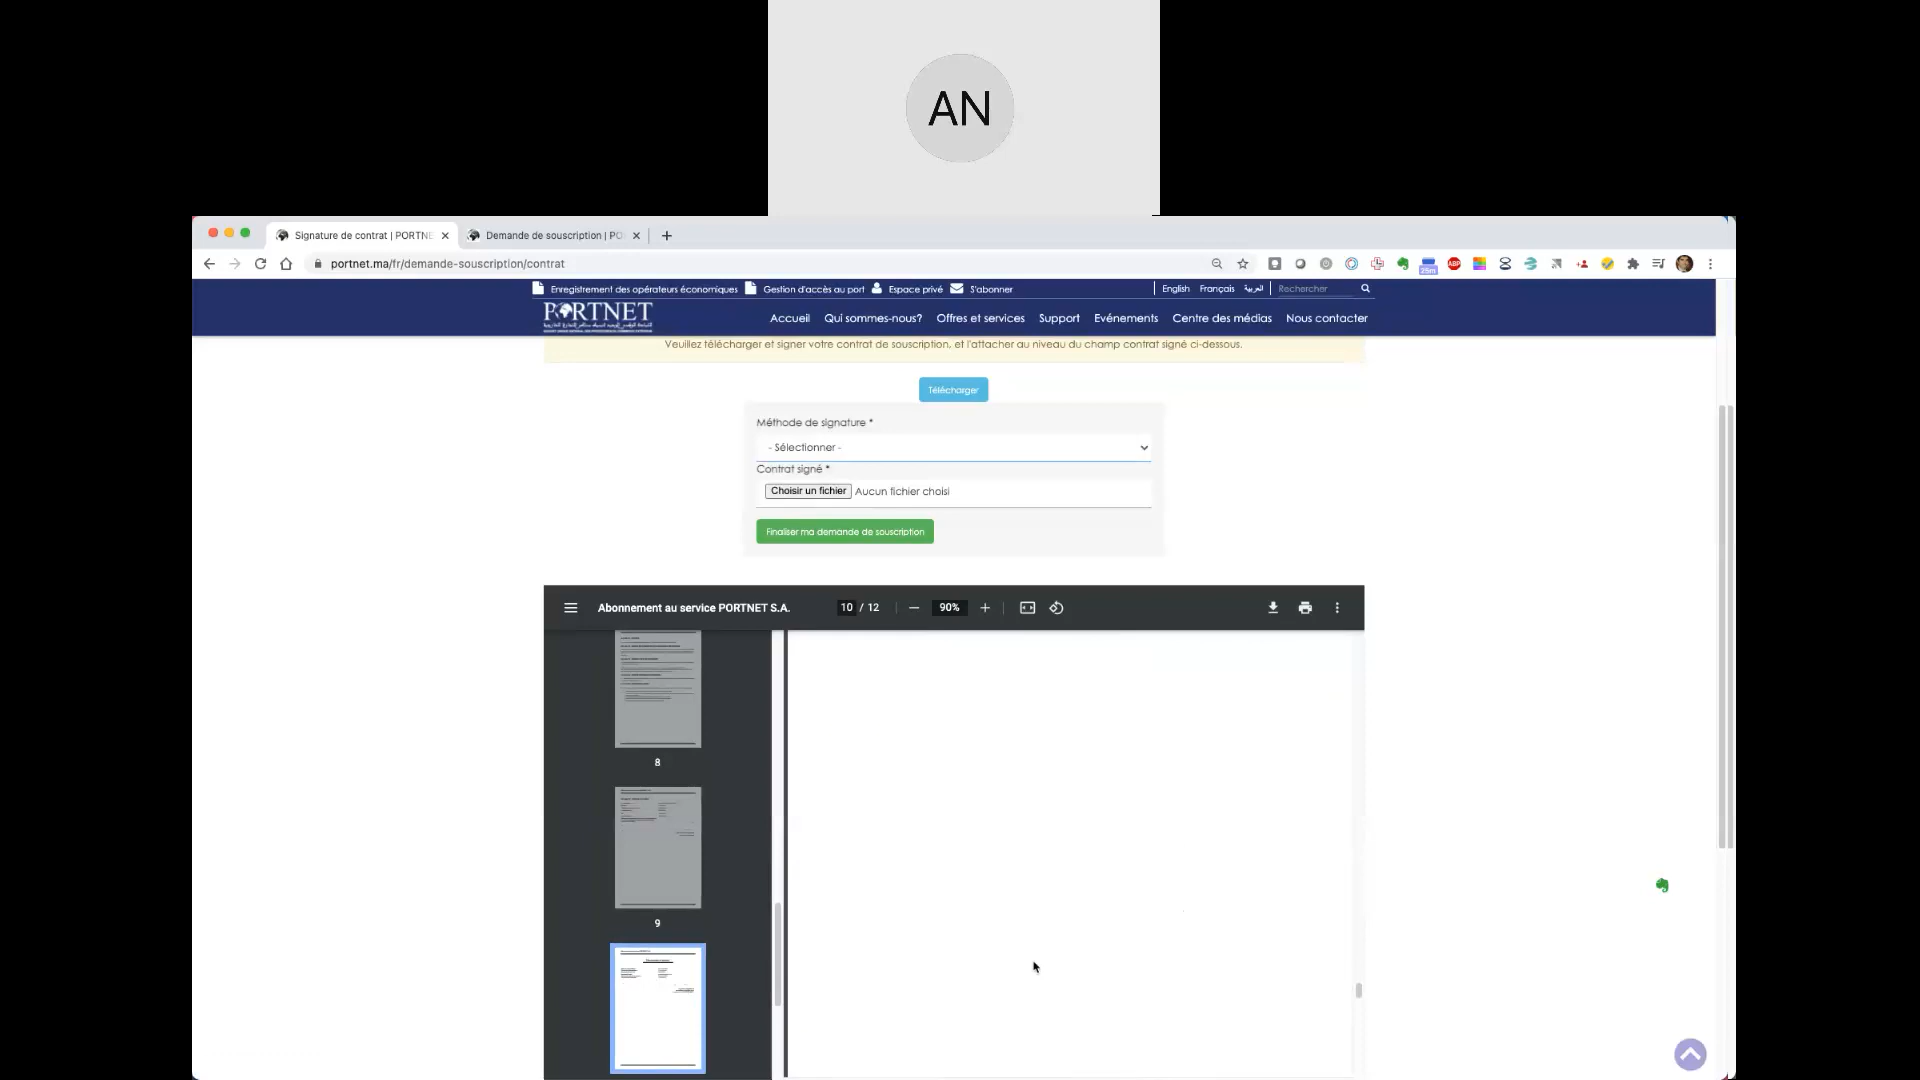 AN
Signature de contrat | PORTNE
Demande de souscription | PO
portnet.ma/fr/demande-souscription/contrat
25m
ABP
Enregistrement des opérateurs économiques
Gestion d'accès au port
Espace privé
S'abonner
English
Français
العربية
Rechercher
PORTNET
Accueil
Qui sommes-nous?
Offres et services
Support
Evénements
Centre des médias
Nous contacter
Veuillez télécharger et signer votre contrat de souscription, et l'attacher au niveau du champ contrat signé ci-dessous.
Télécharger
Méthode de signature *
- Sélectionner -
Contrat signé *
Choisir un fichier Aucun fichier choisi
Finaliser ma demande de souscription
Abonnement au service PORTNET S.A.
10 / 12
90%
8
9